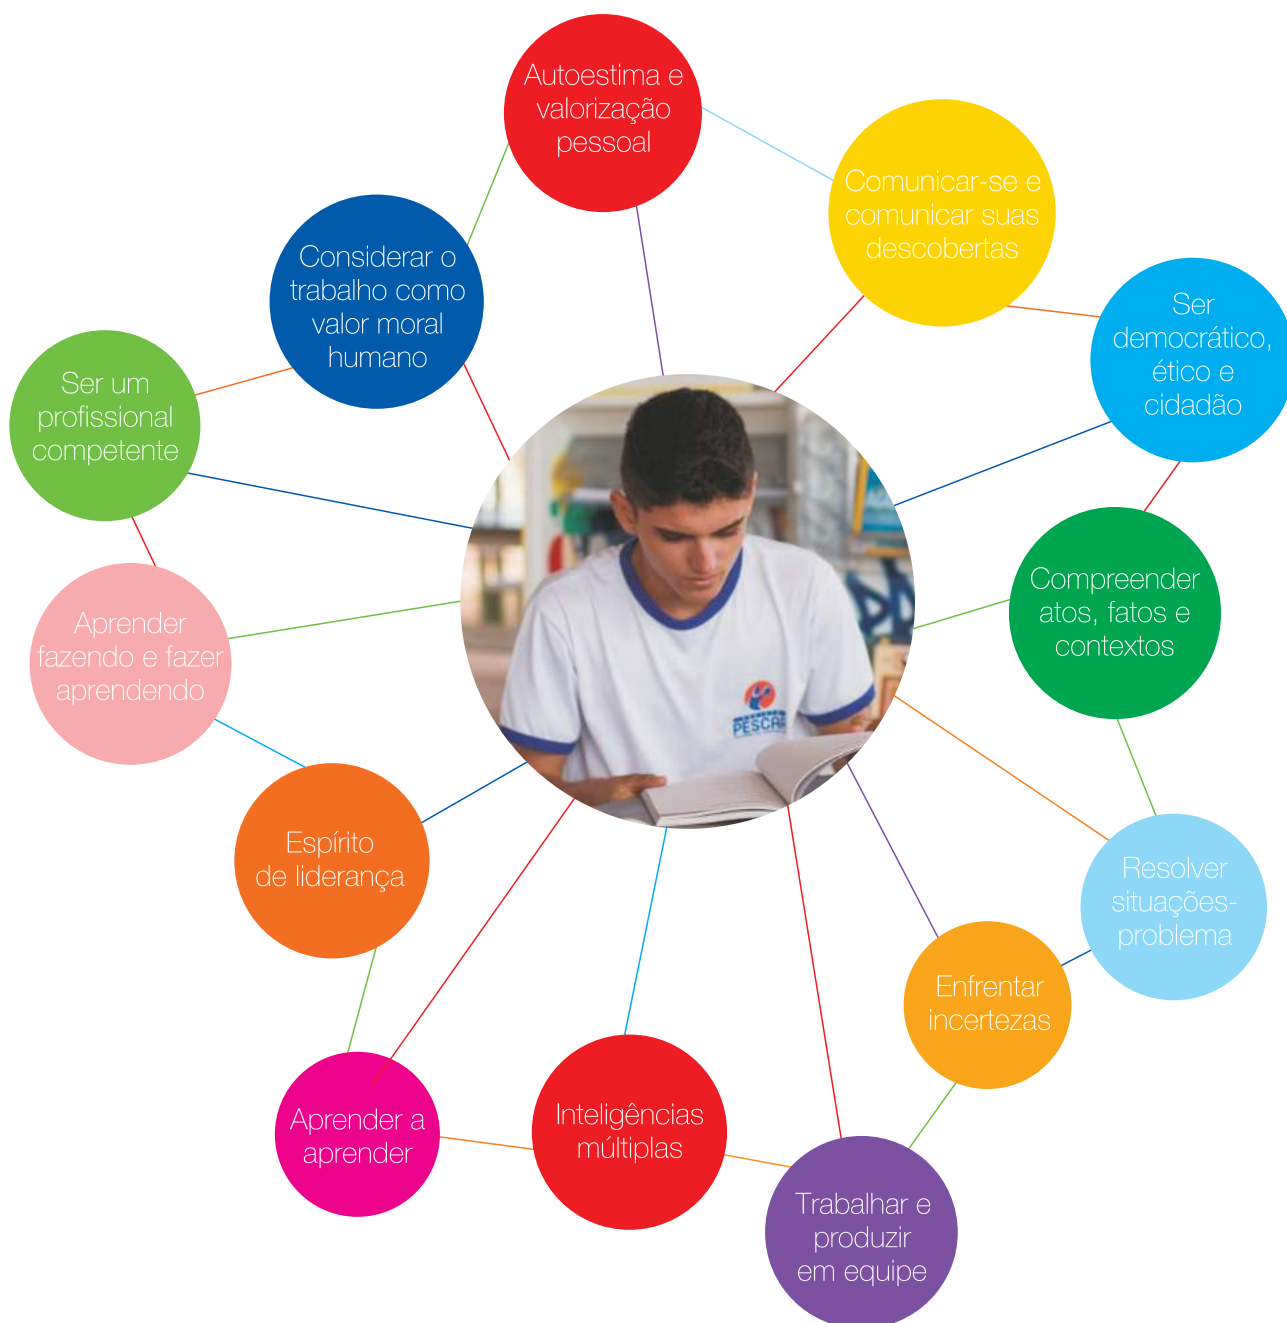 Autoestima e
valorização
pessoal
Comunicar-se e
comunicar suas
descobertas
Considerar o
trabalho como
valor moral
humano
Ser
democrático,
ético e
cidadão
Ser um
profissional
competente
Compreender
atos, fatos e
contextos
Aprender
fazendo e fazer
aprendendo
Espírito
de liderança
Resolver
situações-
problema
Enfrentar
incertezas
Aprender a
aprender
Inteligências
múltiplas
Trabalhar e
produzir
em equipe